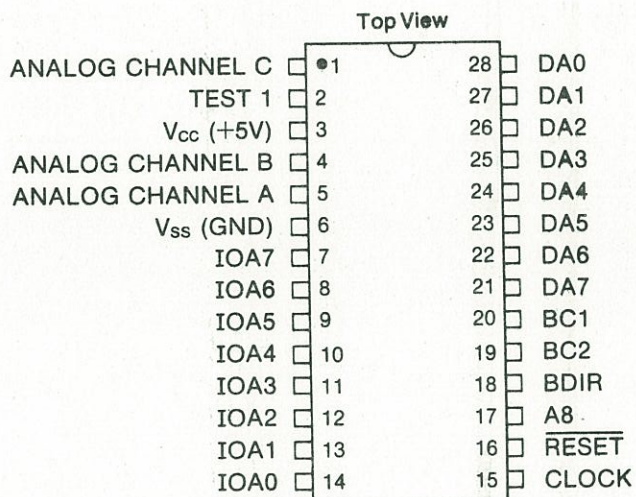 Top View
ANALOG CHANNEL C 1 28 DA0
TEST 1 2 27 DA1
Vcc (+5V) 3 26 DA2
ANALOG CHANNEL B 4 25 DA3
ANALOG CHANNEL A 5 24 DA4
Vss (GND) 6 23 DA5
IOA7 7 22 DA6
IOA6 8 21 DA7
IOA5 9 20 BC1
IOA4 10 19 BC2
IOA3 11 18 BDIR
IOA2 12 17 A8
IOA1 13 16 RESET
IOA0 14 15 CLOCK